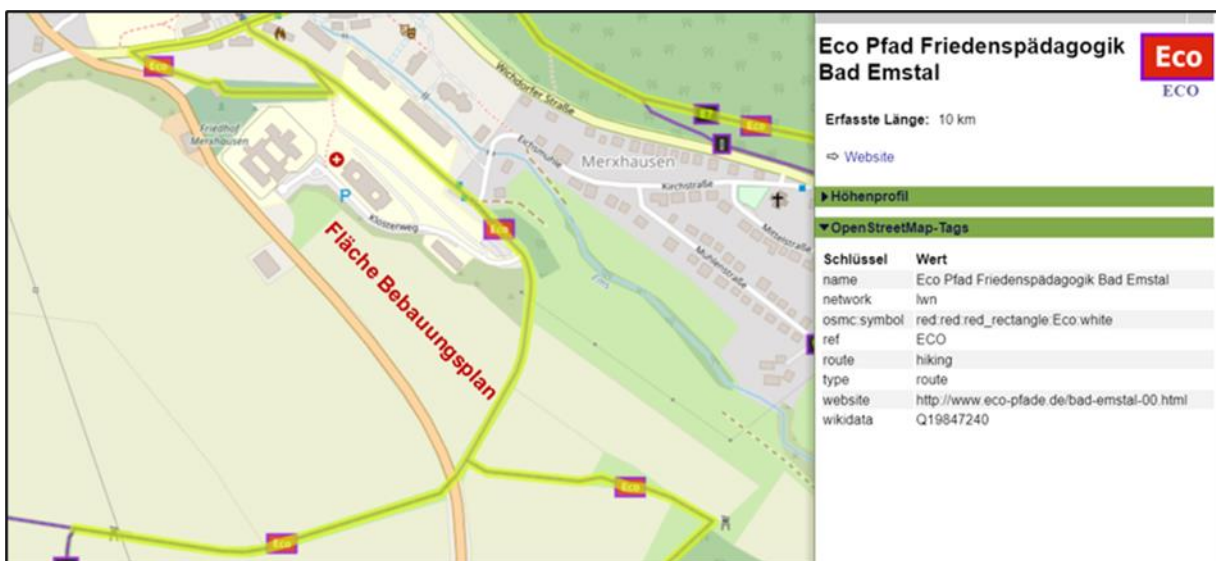 Eco
Friedhof
Merxhausen
Wichdorfer Straße
Eichsmühle
Merxhausen
Kirchstraße
Mittelstraße
Mühlenstraße
P
Klosterweg
Eco
Ems
Fläche Bebauungsplan
Eco
Eco
Eco
Eco Pfad Friedenspädagogik
Bad Emstal
Eco
ECO
Erfasste Länge: 10 km
⇨ Website
▶Höhenprofil
▼OpenStreetMap-Tags
Schlüssel Wert
name Eco Pfad Friedenspädagogik Bad Emstal
network lwn
osmc:symbol red:red:red_rectangle:Eco:white
ref ECO
route hiking
type route
website http://www.eco-pfade.de/bad-emstal-00.html
wikidata Q19847240